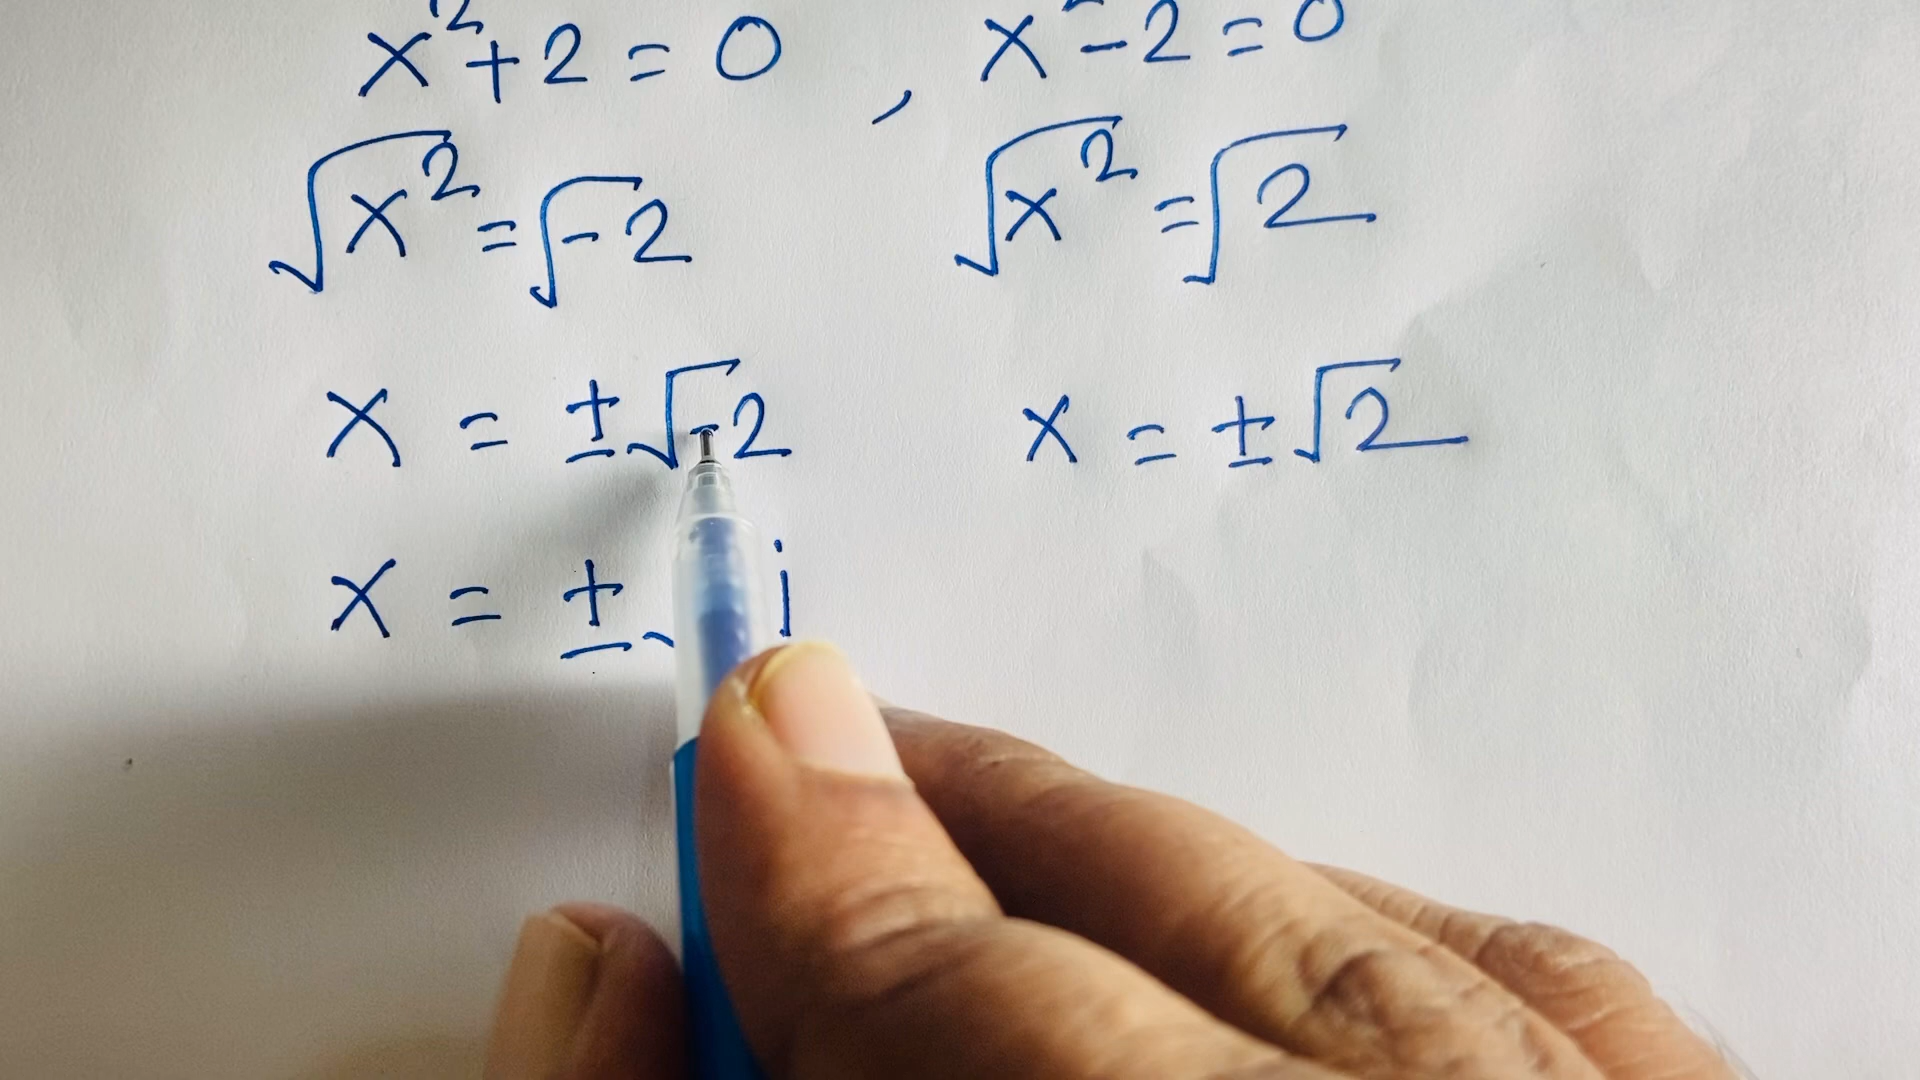 x²+2=0 , x²-2=0
√x²=√-2 √x²=√2
x=±√-2 x=±√2
x=± i